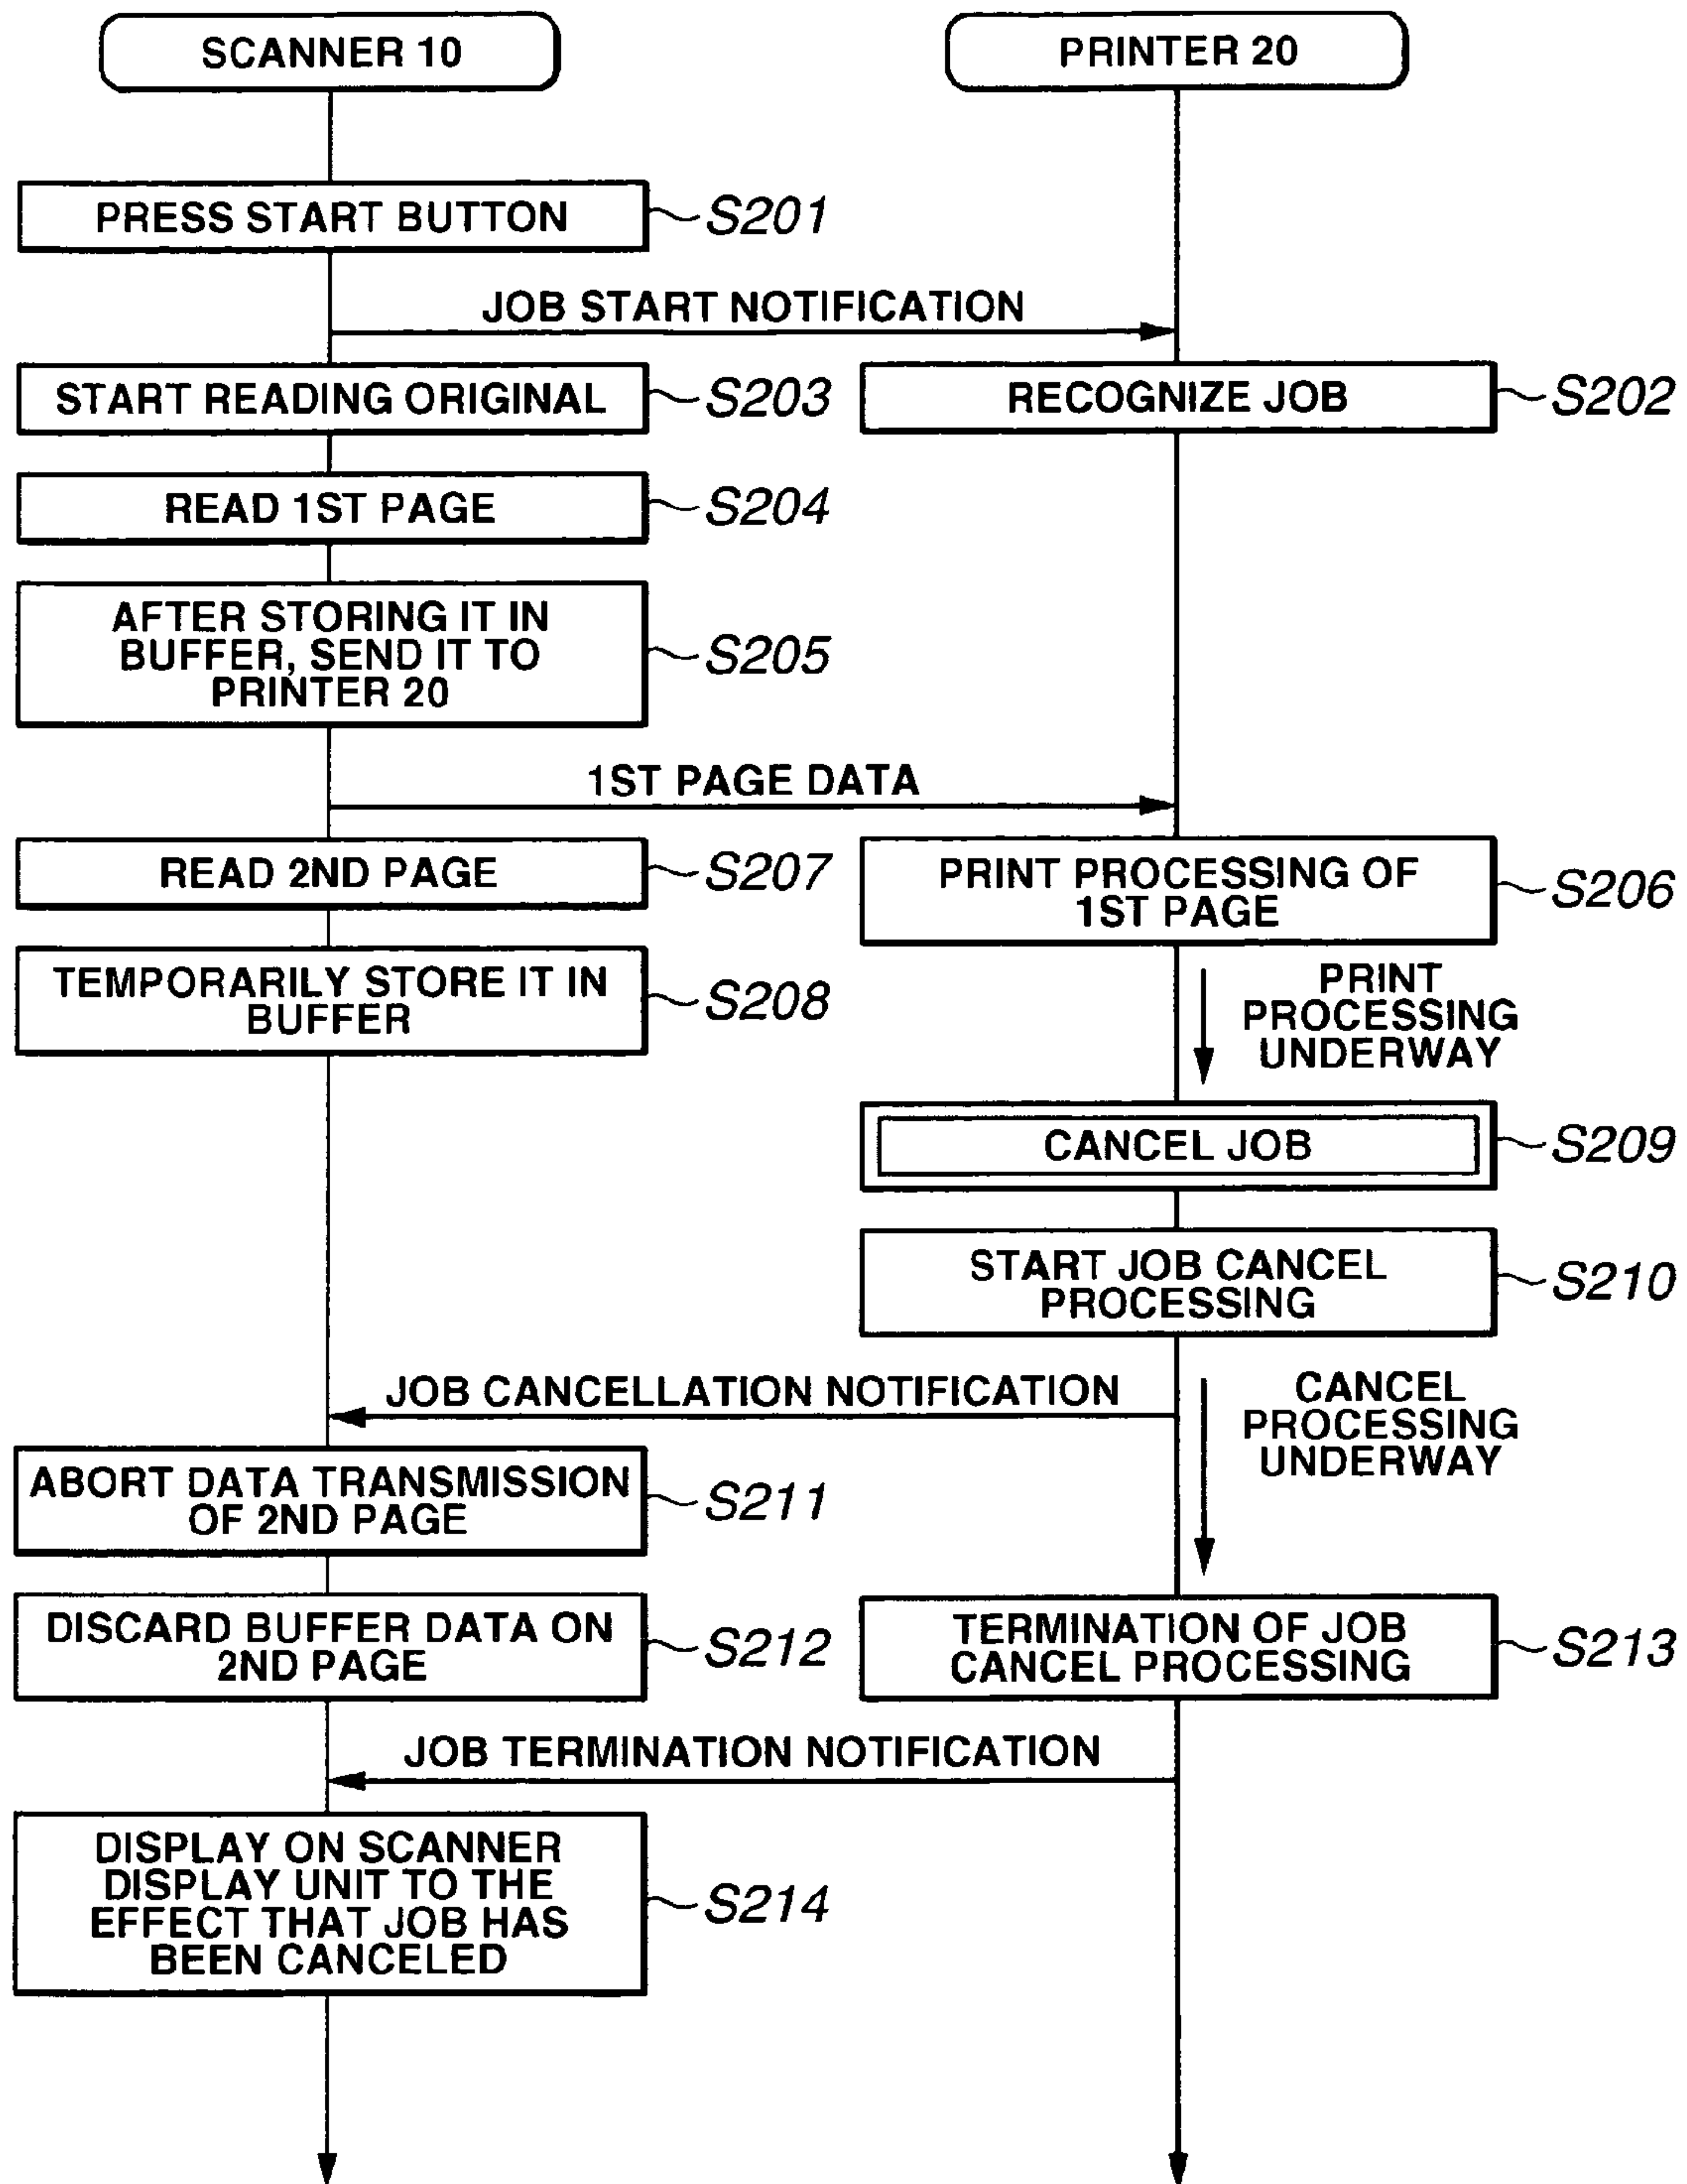 SCANNER 10
PRINTER 20
PRESS START BUTTON
S201
JOB START NOTIFICATION
START READING ORIGINAL
S203
RECOGNIZE JOB
S202
READ 1ST PAGE
S204
AFTER STORING IT IN
BUFFER, SEND IT TO
PRINTER 20
S205
1ST PAGE DATA
READ 2ND PAGE
S207
PRINT PROCESSING OF
1ST PAGE
S206
TEMPORARILY STORE IT IN
BUFFER
S208
PRINT
PROCESSING
UNDERWAY
CANCEL JOB
S209
START JOB CANCEL
PROCESSING
S210
JOB CANCELLATION NOTIFICATION
CANCEL
PROCESSING
UNDERWAY
ABORT DATA TRANSMISSION
OF 2ND PAGE
S211
DISCARD BUFFER DATA ON
2ND PAGE
S212
TERMINATION OF JOB
CANCEL PROCESSING
S213
JOB TERMINATION NOTIFICATION
DISPLAY ON SCANNER
DISPLAY UNIT TO THE
EFFECT THAT JOB HAS
BEEN CANCELED
S214